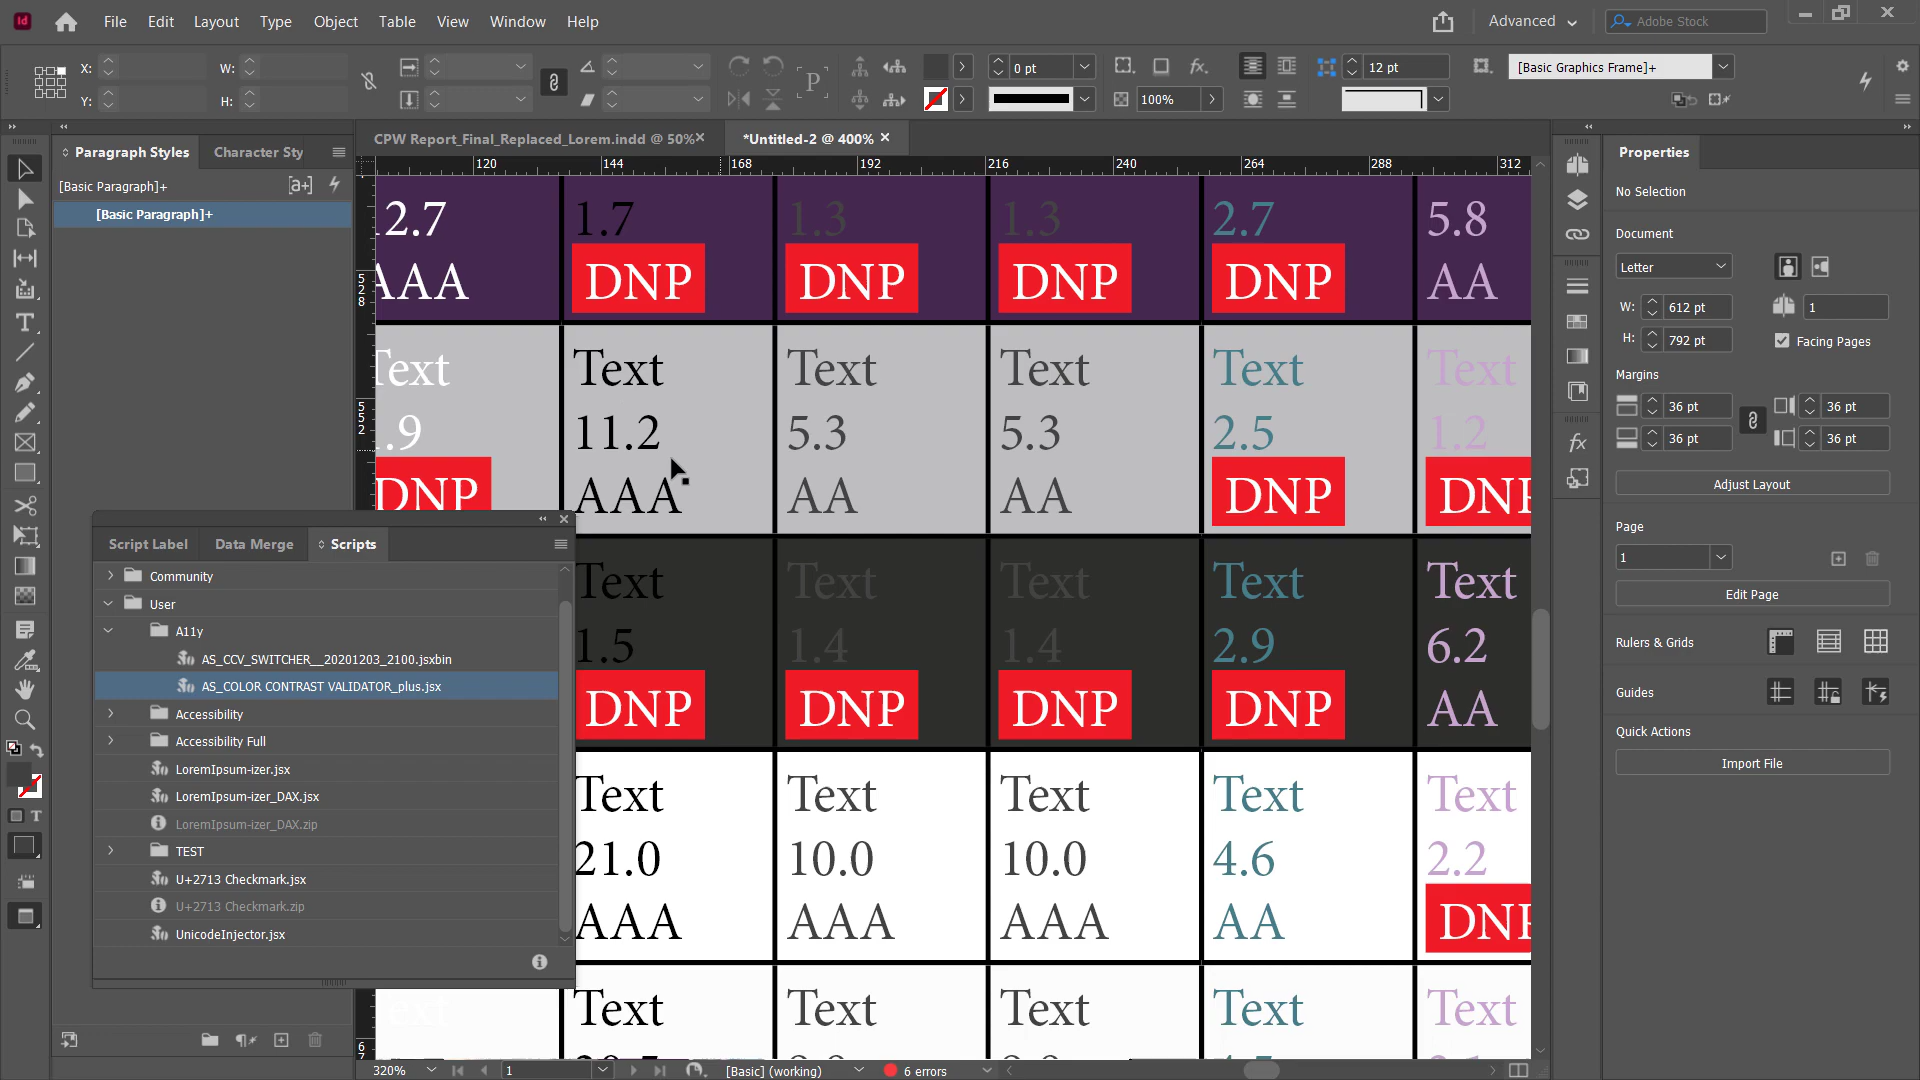 Id
File Edit Layout Type Object Table View Window Help
Advanced
Adobe Stock
X:
W:
0 pt
12 pt
[Basic Graphics Frame]+
Y:
H:
100%
P
Paragraph Styles
Character Sty
CPW Report_Final_Replaced_Lorem.indd @ 50%
*Untitled-2 @ 400%
[Basic Paragraph]+
[Basic Paragraph]+
120 144 168 192 216 240 264 288 312
2.7 1.7 1.3 1.3 2.7 5.8
AAA DNP DNP DNP DNP AA
Text Text Text Text Text Text
.9 11.2 5.3 5.3 2.5 1.2
DNP AAA AA AA DNP DNP
Text Text Text Text Text
1.5 1.4 1.4 2.9 6.2
DNP DNP DNP DNP AA
Text Text Text Text Text
21.0 10.0 10.0 4.6 2.2
AAA AAA AAA AA DNP
Text Text Text Text Text Text
528
552
Script Label
Data Merge
Scripts
Community
User
A11y
AS_CCV_SWITCHER__20201203_2100.jsxbin
AS_COLOR CONTRAST VALIDATOR_plus.jsx
Accessibility
Accessibility Full
LoremIpsum-izer.jsx
LoremIpsum-izer_DAX.jsx
LoremIpsum-izer_DAX.zip
TEST
U+2713 Checkmark.jsx
U+2713 Checkmark.zip
UnicodeInjector.jsx
320%
1
[Basic] (working)
6 errors
Properties
No Selection
Document
Letter
W: 612 pt
1
H: 792 pt
Facing Pages
Margins
36 pt 36 pt
36 pt 36 pt
Adjust Layout
Page
1
Edit Page
Rulers & Grids
Guides
Quick Actions
Import File